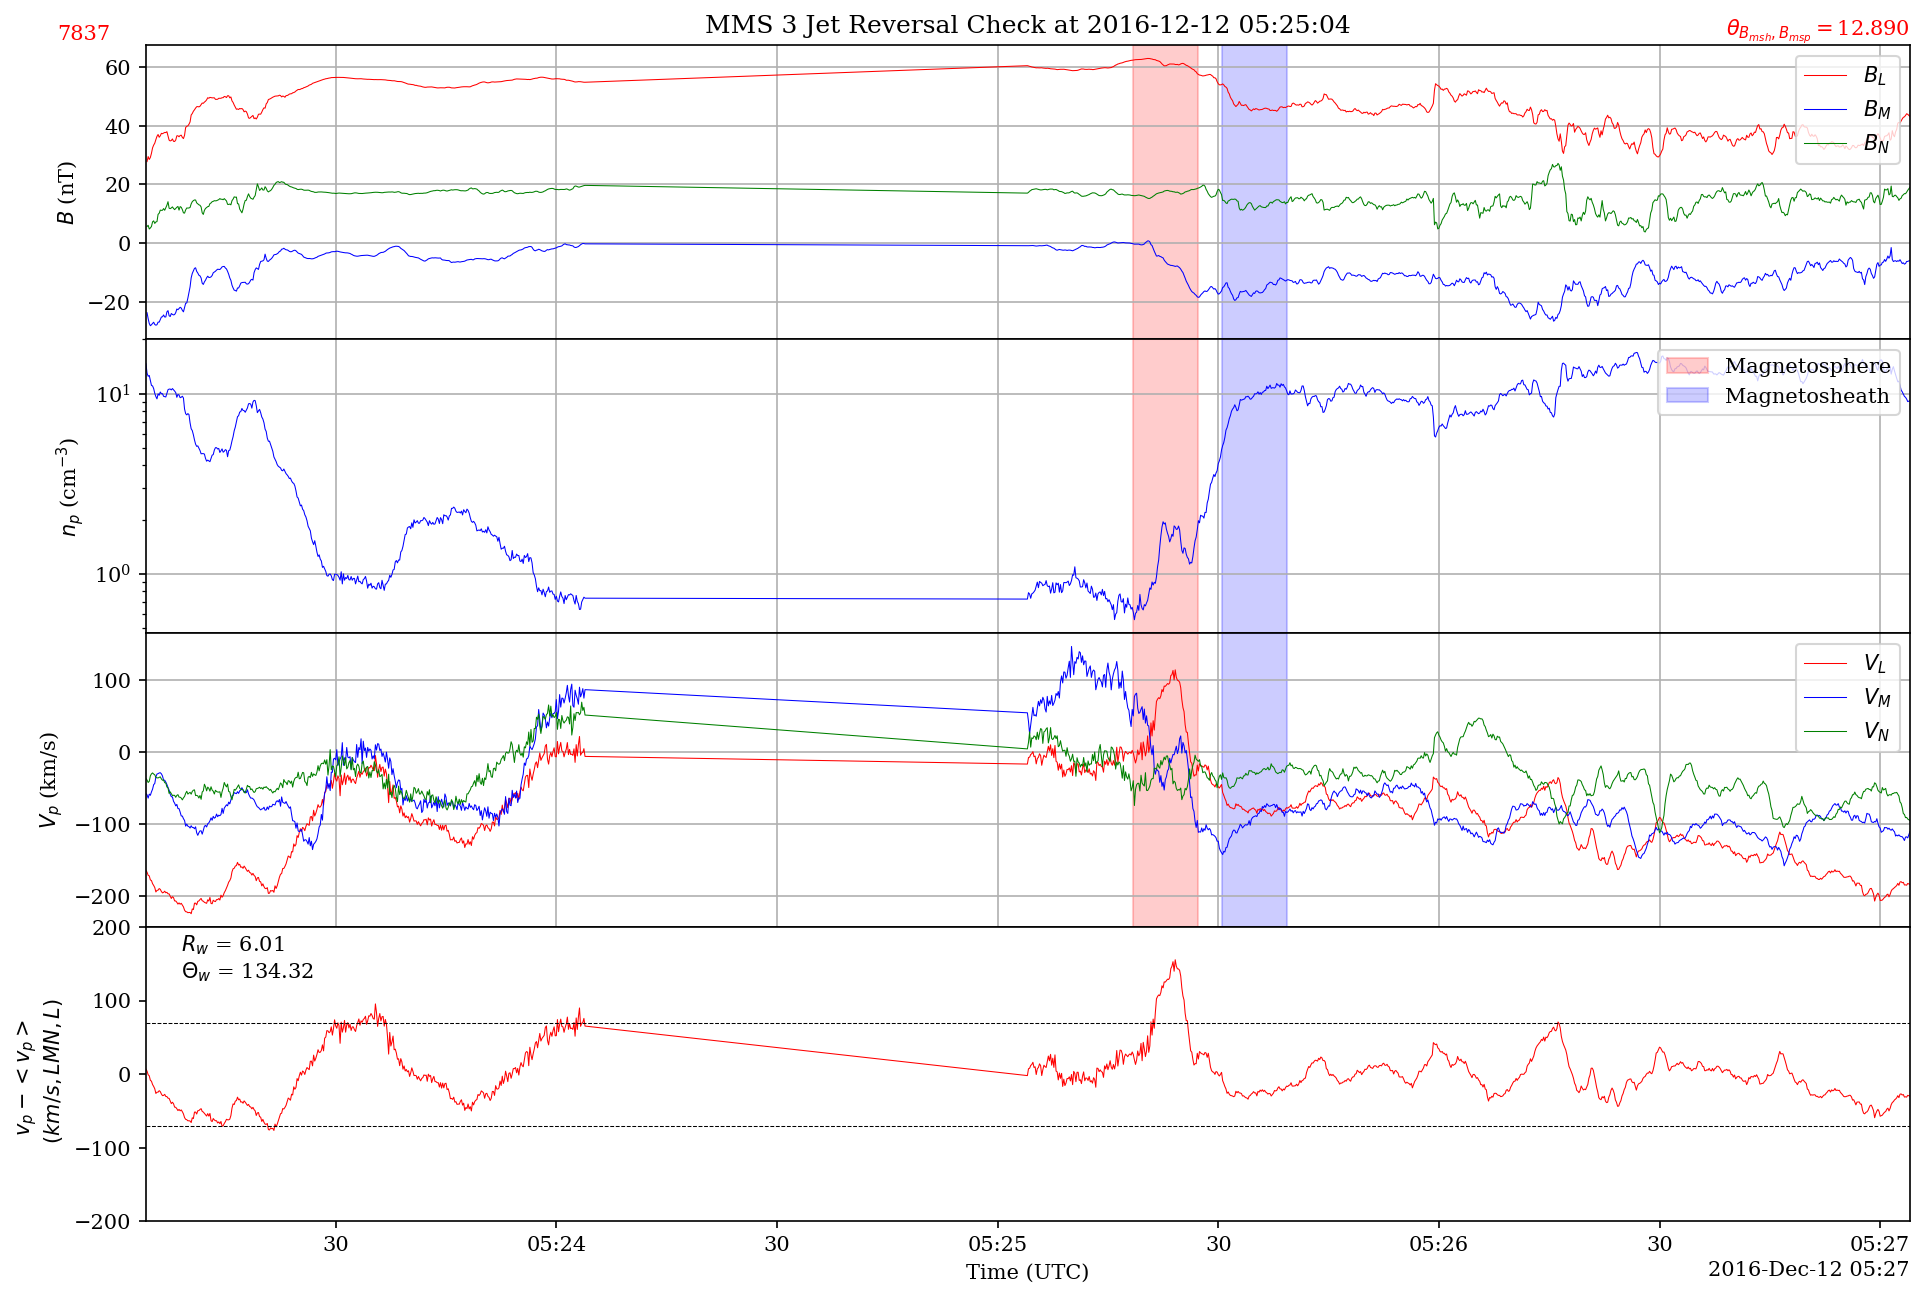 7837
MMS 3 Jet Reversal Check at 2016-12-12 05:25:04
θ_{B_{msh}, B_{msp}} = 12.890
B (nT)
60
40
20
0
−20
B_L
B_M
B_N
n_p (cm^{−3})
10^1
10^0
Magnetosphere
Magnetosheath
V_p (km/s)
100
0
−100
−200
V_L
V_M
V_N
v_p − < v_p >
(km/s, LMN, L)
200
100
0
−100
−200
R_w = 6.01
Θ_w = 134.32
30
05:24
30
05:25
30
05:26
30
05:27
Time (UTC)
2016-Dec-12 05:27